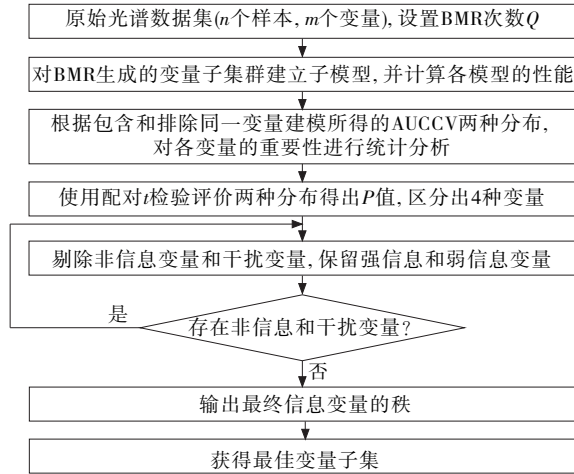 原始光谱数据集(n个样本, m个变量), 设置BMR次数Q
对BMR生成的变量子集群建立子模型, 并计算各模型的性能
根据包含和排除同一变量建模所得的AUCCV两种分布,
对各变量的重要性进行统计分析
使用配对t检验评价两种分布得出P值, 区分出4种变量
剔除非信息变量和干扰变量, 保留强信息和弱信息变量
是
存在非信息和干扰变量?
否
输出最终信息变量的秩
获得最佳变量子集